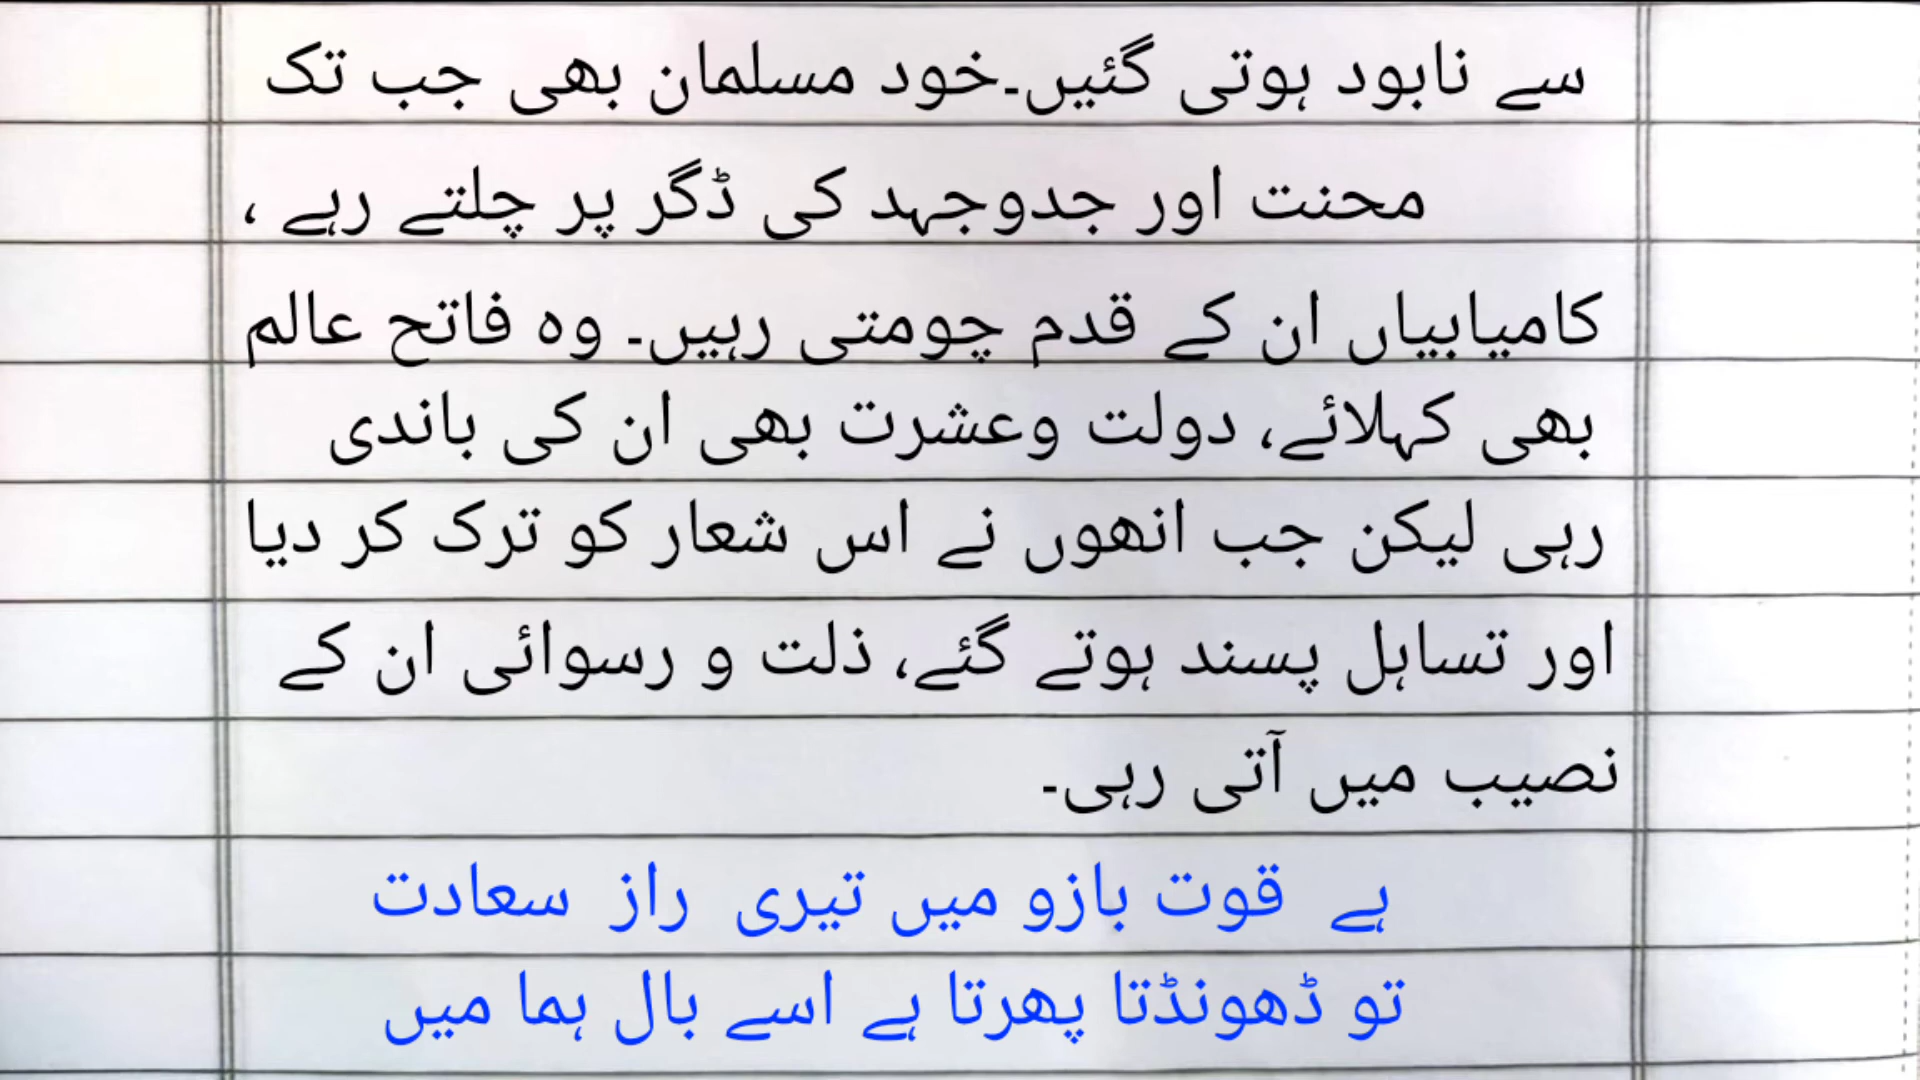 سے نابود ہوتی گئیں۔خود مسلمان بھی جب تک
محنت اور جدوجہد کی ڈگر پر چلتے رہے ،
کامیابیاں ان کے قدم چومتی رہیں۔ وہ فاتح عالم
بھی کہلائے، دولت وعشرت بھی ان کی باندی
رہی لیکن جب انھوں نے اس شعار کو ترک کر دیا
اور تساہل پسند ہوتے گئے، ذلت و رسوائی ان کے
نصیب میں آتی رہی۔
ہے قوت بازو میں تیری راز سعادت
تو ڈھونڈتا پھرتا ہے اسے بال ہما میں